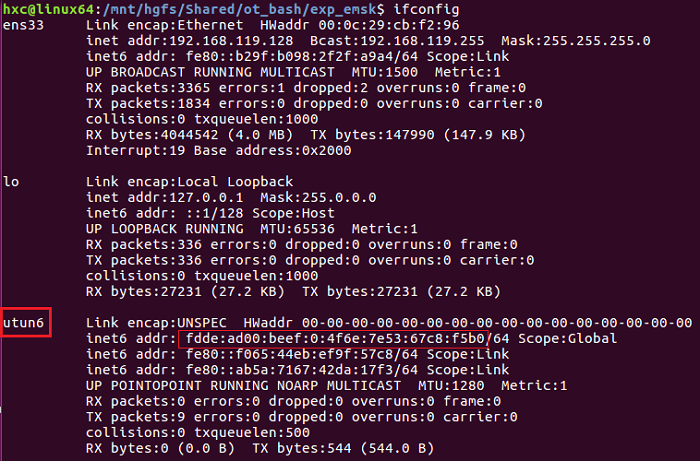 hxc@linux64:/mnt/hgfs/Shared/ot_bash/exp_emsk$ ifconfig
ens33 Link encap:Ethernet HWaddr 00:0c:29:cb:f2:96
inet addr:192.168.119.128 Bcast:192.168.119.255 Mask:255.255.255.0
inet6 addr: fe80::b29f:b098:2f2f:a9a4/64 Scope:Link
UP BROADCAST RUNNING MULTICAST MTU:1500 Metric:1
RX packets:3365 errors:1 dropped:2 overruns:0 frame:0
TX packets:1834 errors:0 dropped:0 overruns:0 carrier:0
collisions:0 txqueuelen:1000
RX bytes:4044542 (4.0 MB) TX bytes:147990 (147.9 KB)
Interrupt:19 Base address:0x2000
lo Link encap:Local Loopback
inet addr:127.0.0.1 Mask:255.0.0.0
inet6 addr: ::1/128 Scope:Host
UP LOOPBACK RUNNING MTU:65536 Metric:1
RX packets:336 errors:0 dropped:0 overruns:0 frame:0
TX packets:336 errors:0 dropped:0 overruns:0 carrier:0
collisions:0 txqueuelen:1000
RX bytes:27231 (27.2 KB) TX bytes:27231 (27.2 KB)
utun6 Link encap:UNSPEC HWaddr 00-00-00-00-00-00-00-00-00-00-00-00-00-00-00-00
inet6 addr: fdde:ad00:beef:0:4f6e:7e53:67c8:f5b0/64 Scope:Global
inet6 addr: fe80::f065:44eb:ef9f:57c8/64 Scope:Link
inet6 addr: fe80::ab5a:7167:42da:17f3/64 Scope:Link
UP POINTOPOINT RUNNING NOARP MULTICAST MTU:1280 Metric:1
RX packets:0 errors:0 dropped:0 overruns:0 frame:0
TX packets:9 errors:0 dropped:0 overruns:0 carrier:0
collisions:0 txqueuelen:500
RX bytes:0 (0.0 B) TX bytes:544 (544.0 B)